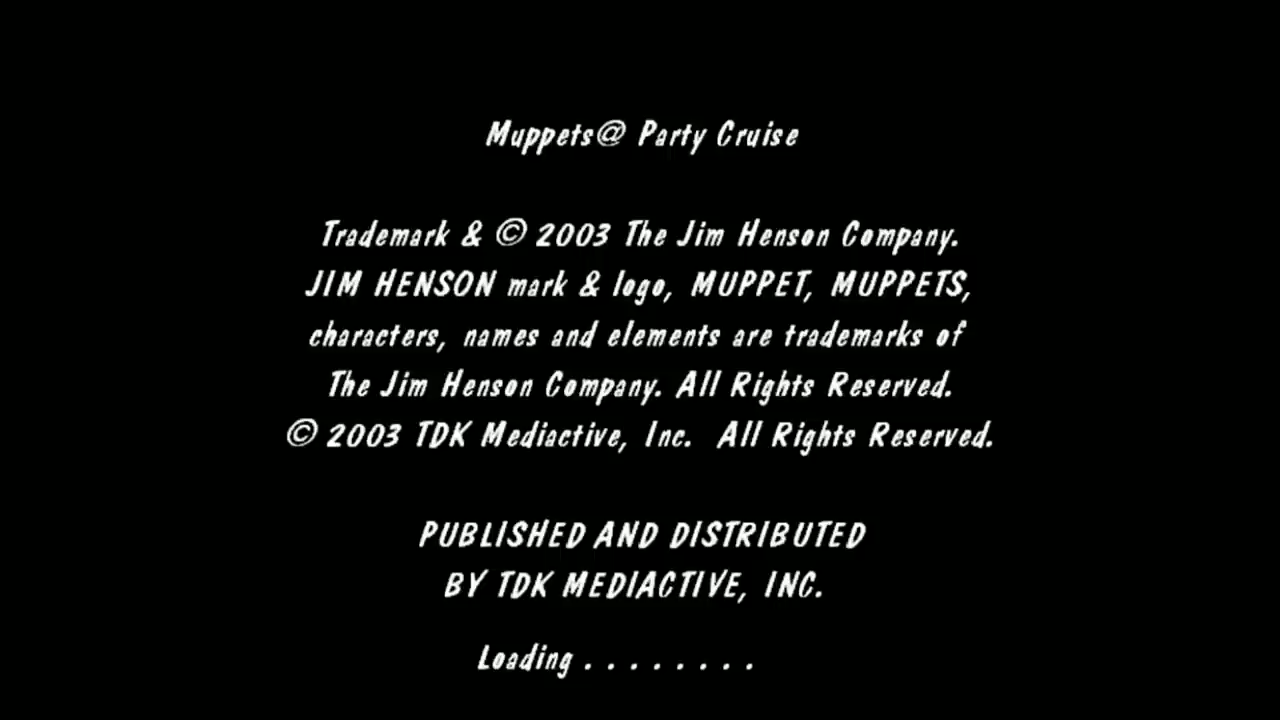 Muppets@ Party Cruise
Trademark & © 2003 The Jim Henson Company.
JIM HENSON mark & logo, MUPPET, MUPPETS,
characters, names and elements are trademarks of
The Jim Henson Company. All Rights Reserved.
© 2003 TDK Mediactive, Inc.  All Rights Reserved.
PUBLISHED AND DISTRIBUTED
BY TDK MEDIACTIVE, INC.
Loading . . . . . . . .